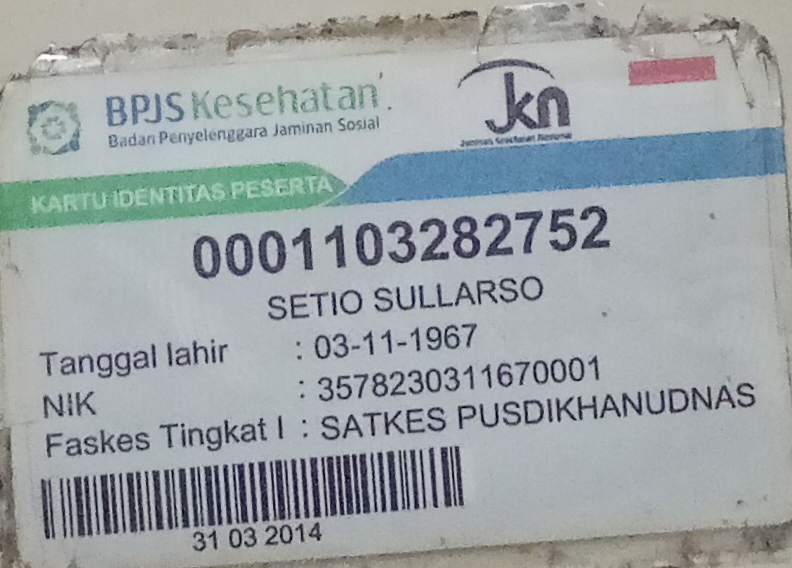 BPJS Kesehatan
Badan Penyelenggara Jaminan Sosial
jkn
Jaminan Kesehatan Nasional
KARTU IDENTITAS PESERTA
0001103282752
SETIO SULLARSO
Tanggal lahir : 03-11-1967
NIK : 3578230311670001
Faskes Tingkat I : SATKES PUSDIKHANUDNAS
31 03 2014